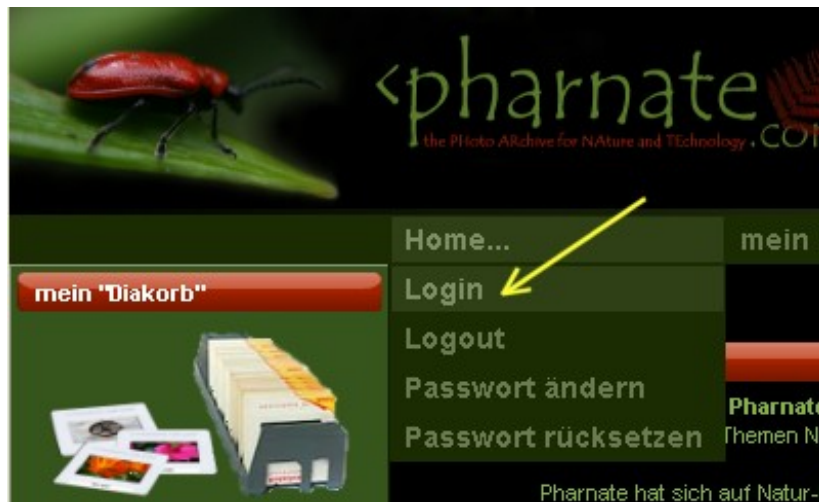 <pharnate
the PHoto ARchive for NAture and TEchnology .COM
Home...
mein
mein "Diakorb"
Login
Logout
Passwort ändern
Passwort rücksetzen
Pharnate
Themen N
Pharnate hat sich auf Natur-